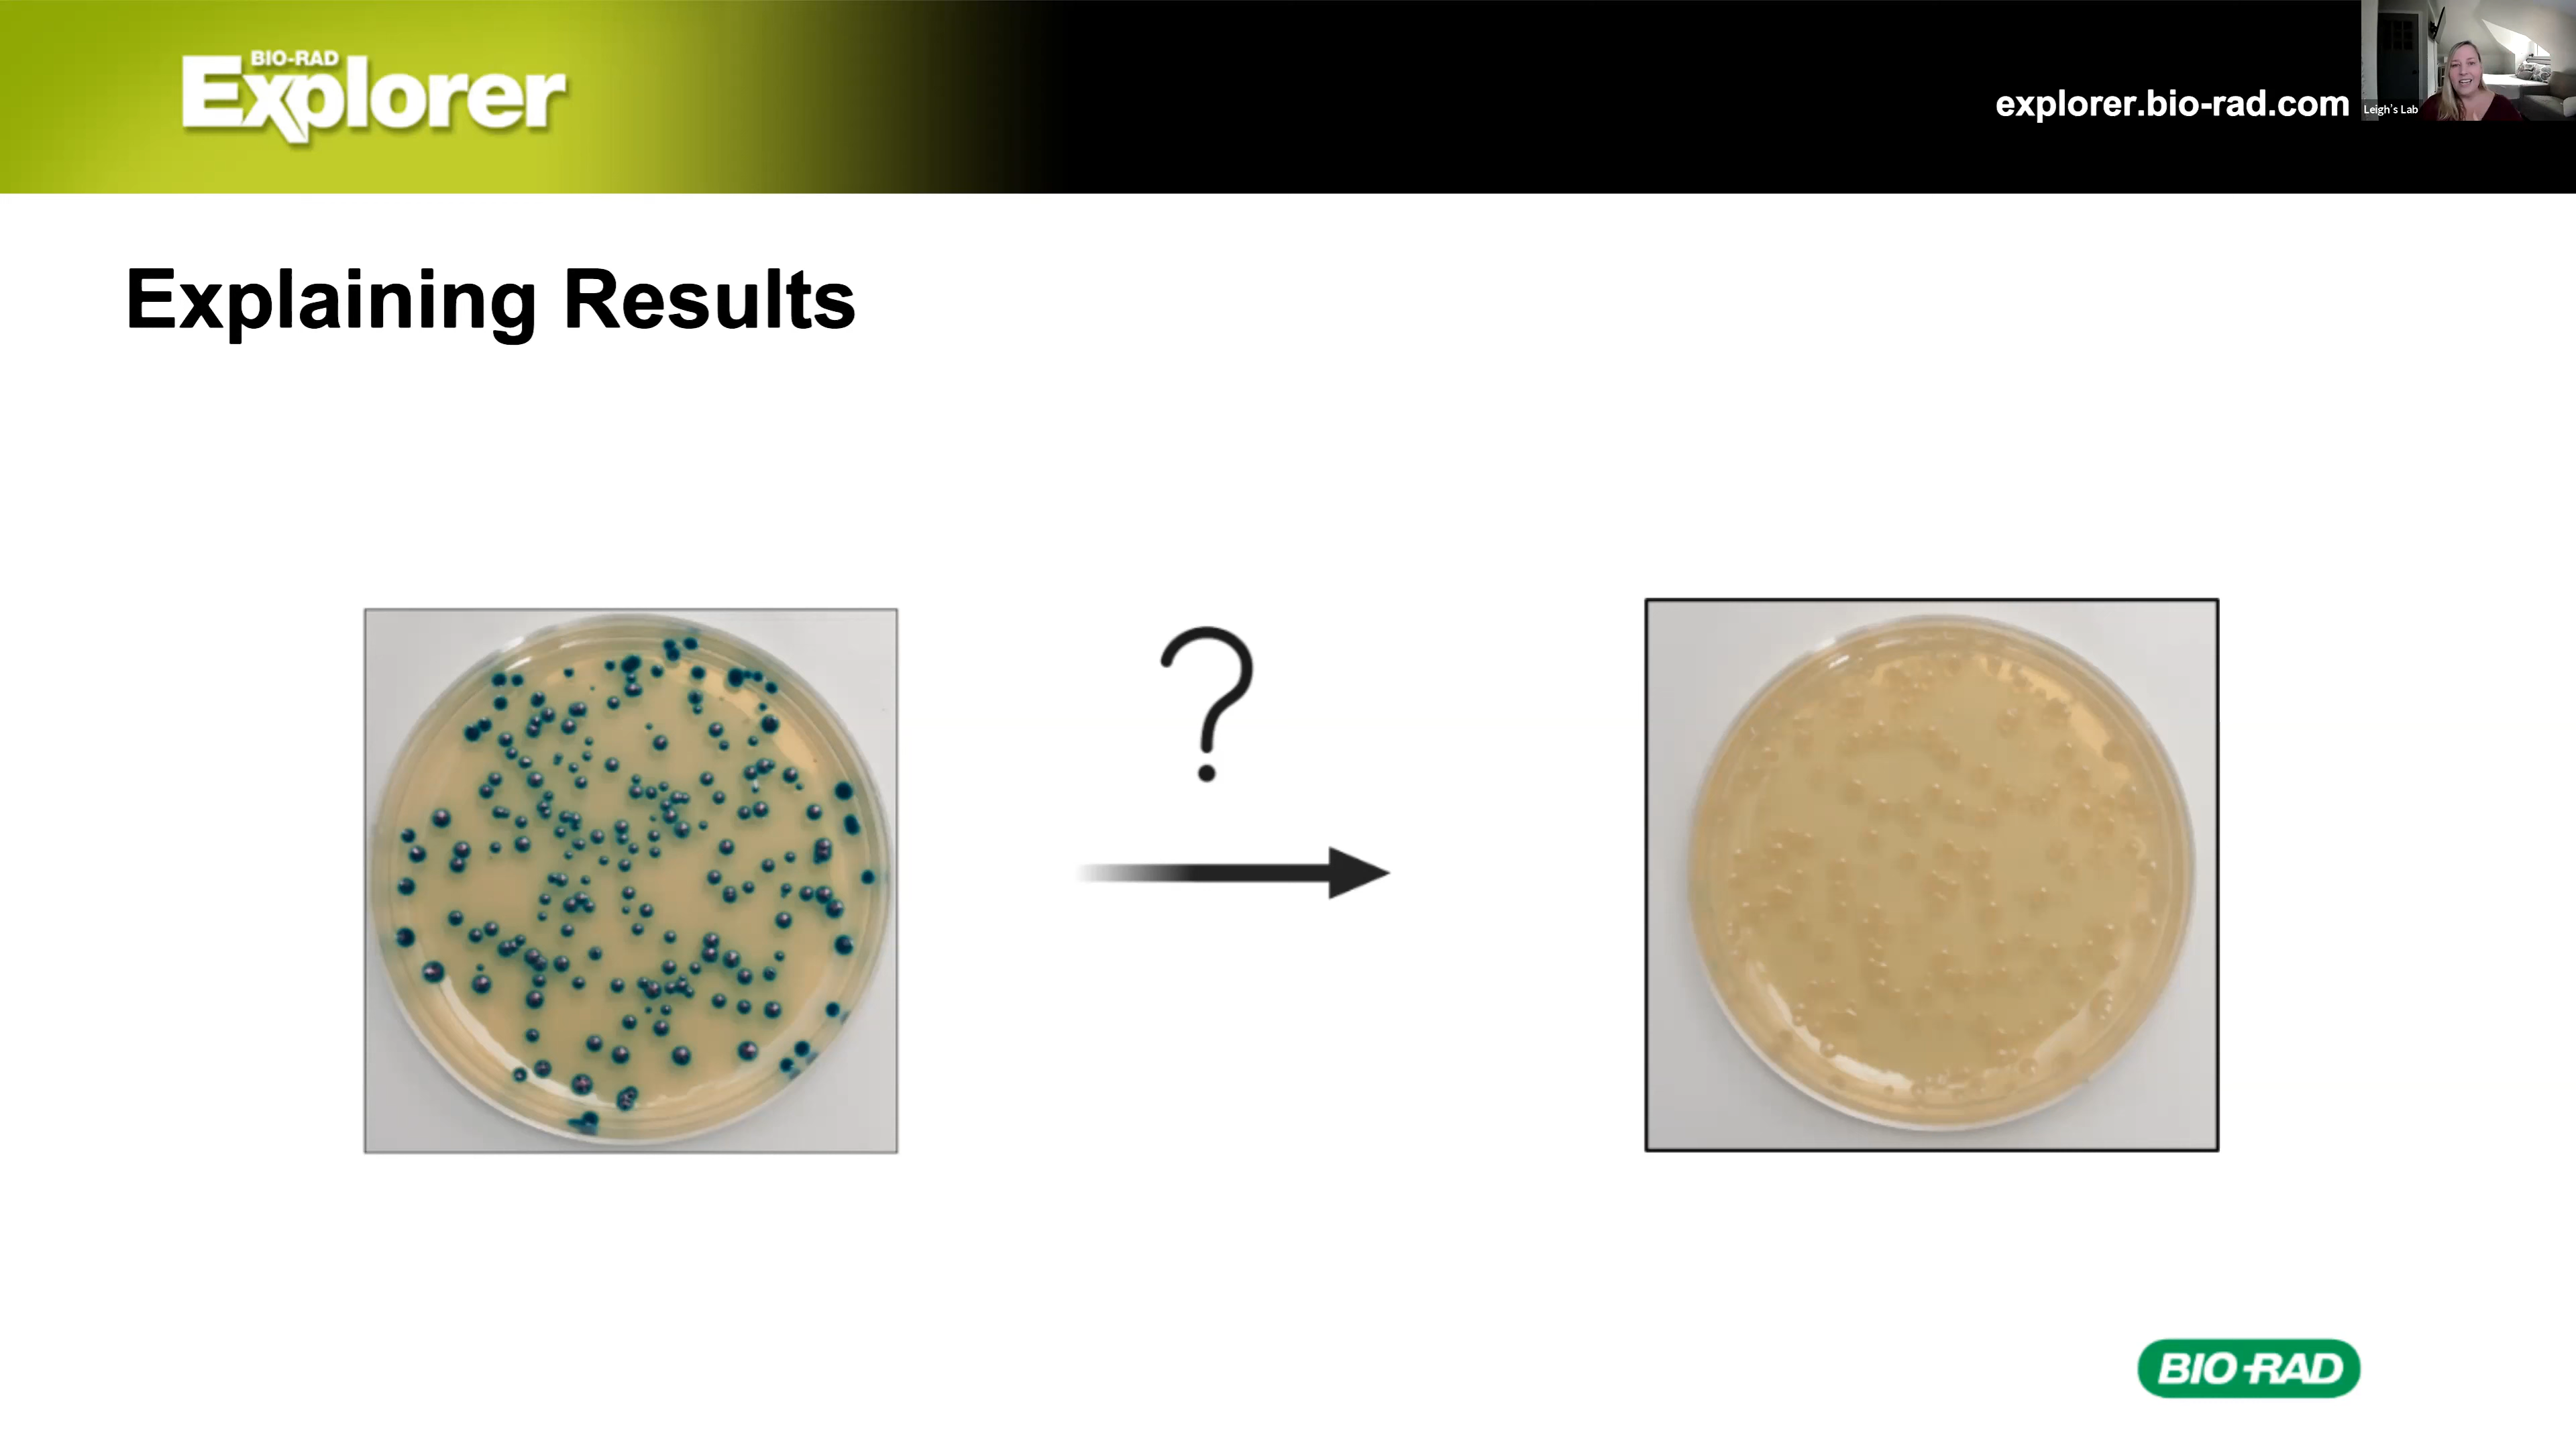 BIO-RAD
Explorer
explorer.bio-rad.com
Leigh's Lab
Explaining Results
?
BIO-RAD